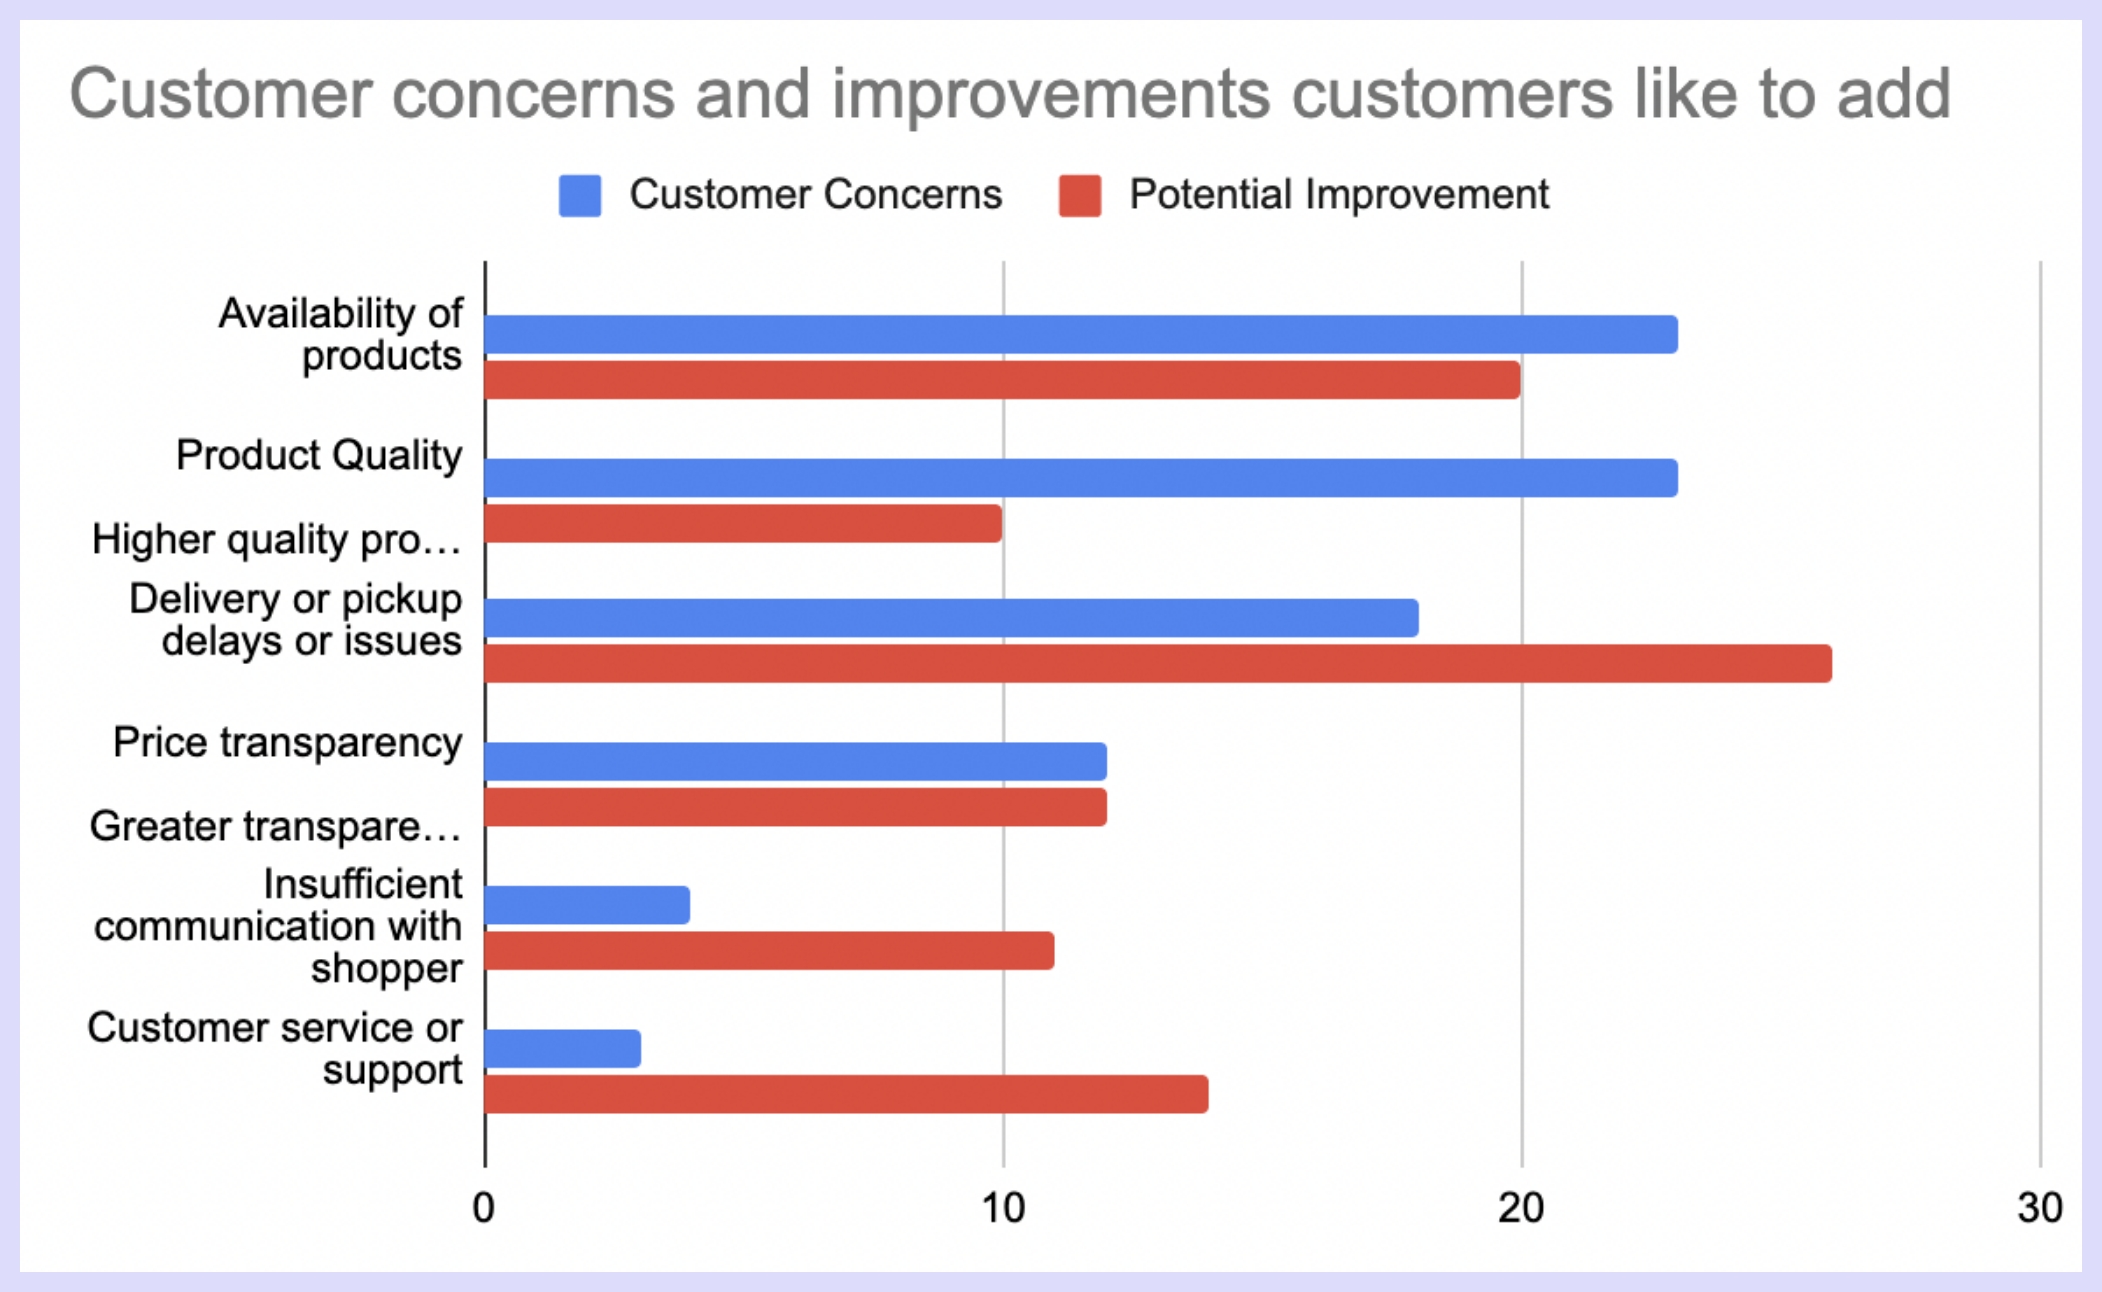 Customer concerns and improvements customers like to add
Customer Concerns
Potential Improvement
Availability of
products
Product Quality
Higher quality pro…
Delivery or pickup
delays or issues
Price transparency
Greater transpare…
Insufficient
communication with
shopper
Customer service or
support
0
10
20
30